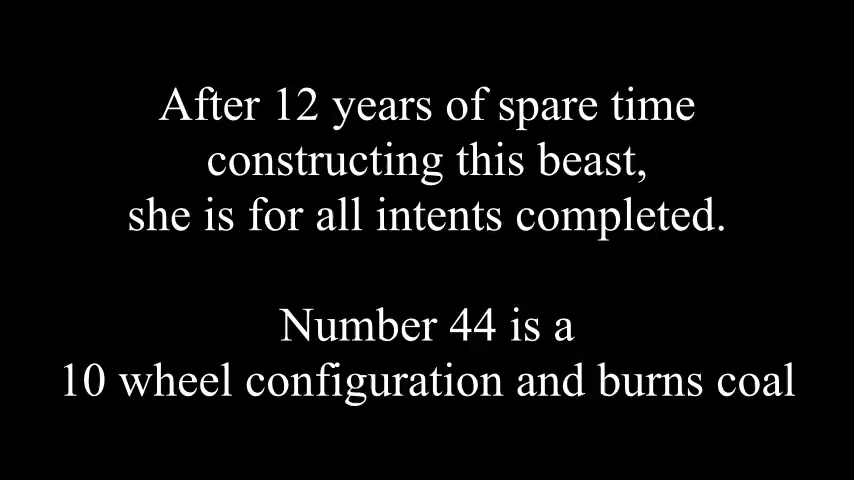 After 12 years of spare time
constructing this beast,
she is for all intents completed.
Number 44 is a
10 wheel configuration and burns coal